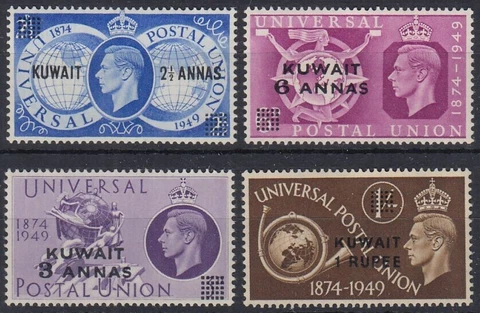 1874
UNIVERSAL POSTAL UNION
KUWAIT 2½ ANNAS
1949
UNIVERSAL
KUWAIT
6 ANNAS
POSTAL UNION
1874-1949
UNIVERSAL
1874
1949
KUWAIT
3 ANNAS
POSTAL UNION
UNIVERSAL POSTAL UNION
KUWAIT
1 RUPEE
1874-1949